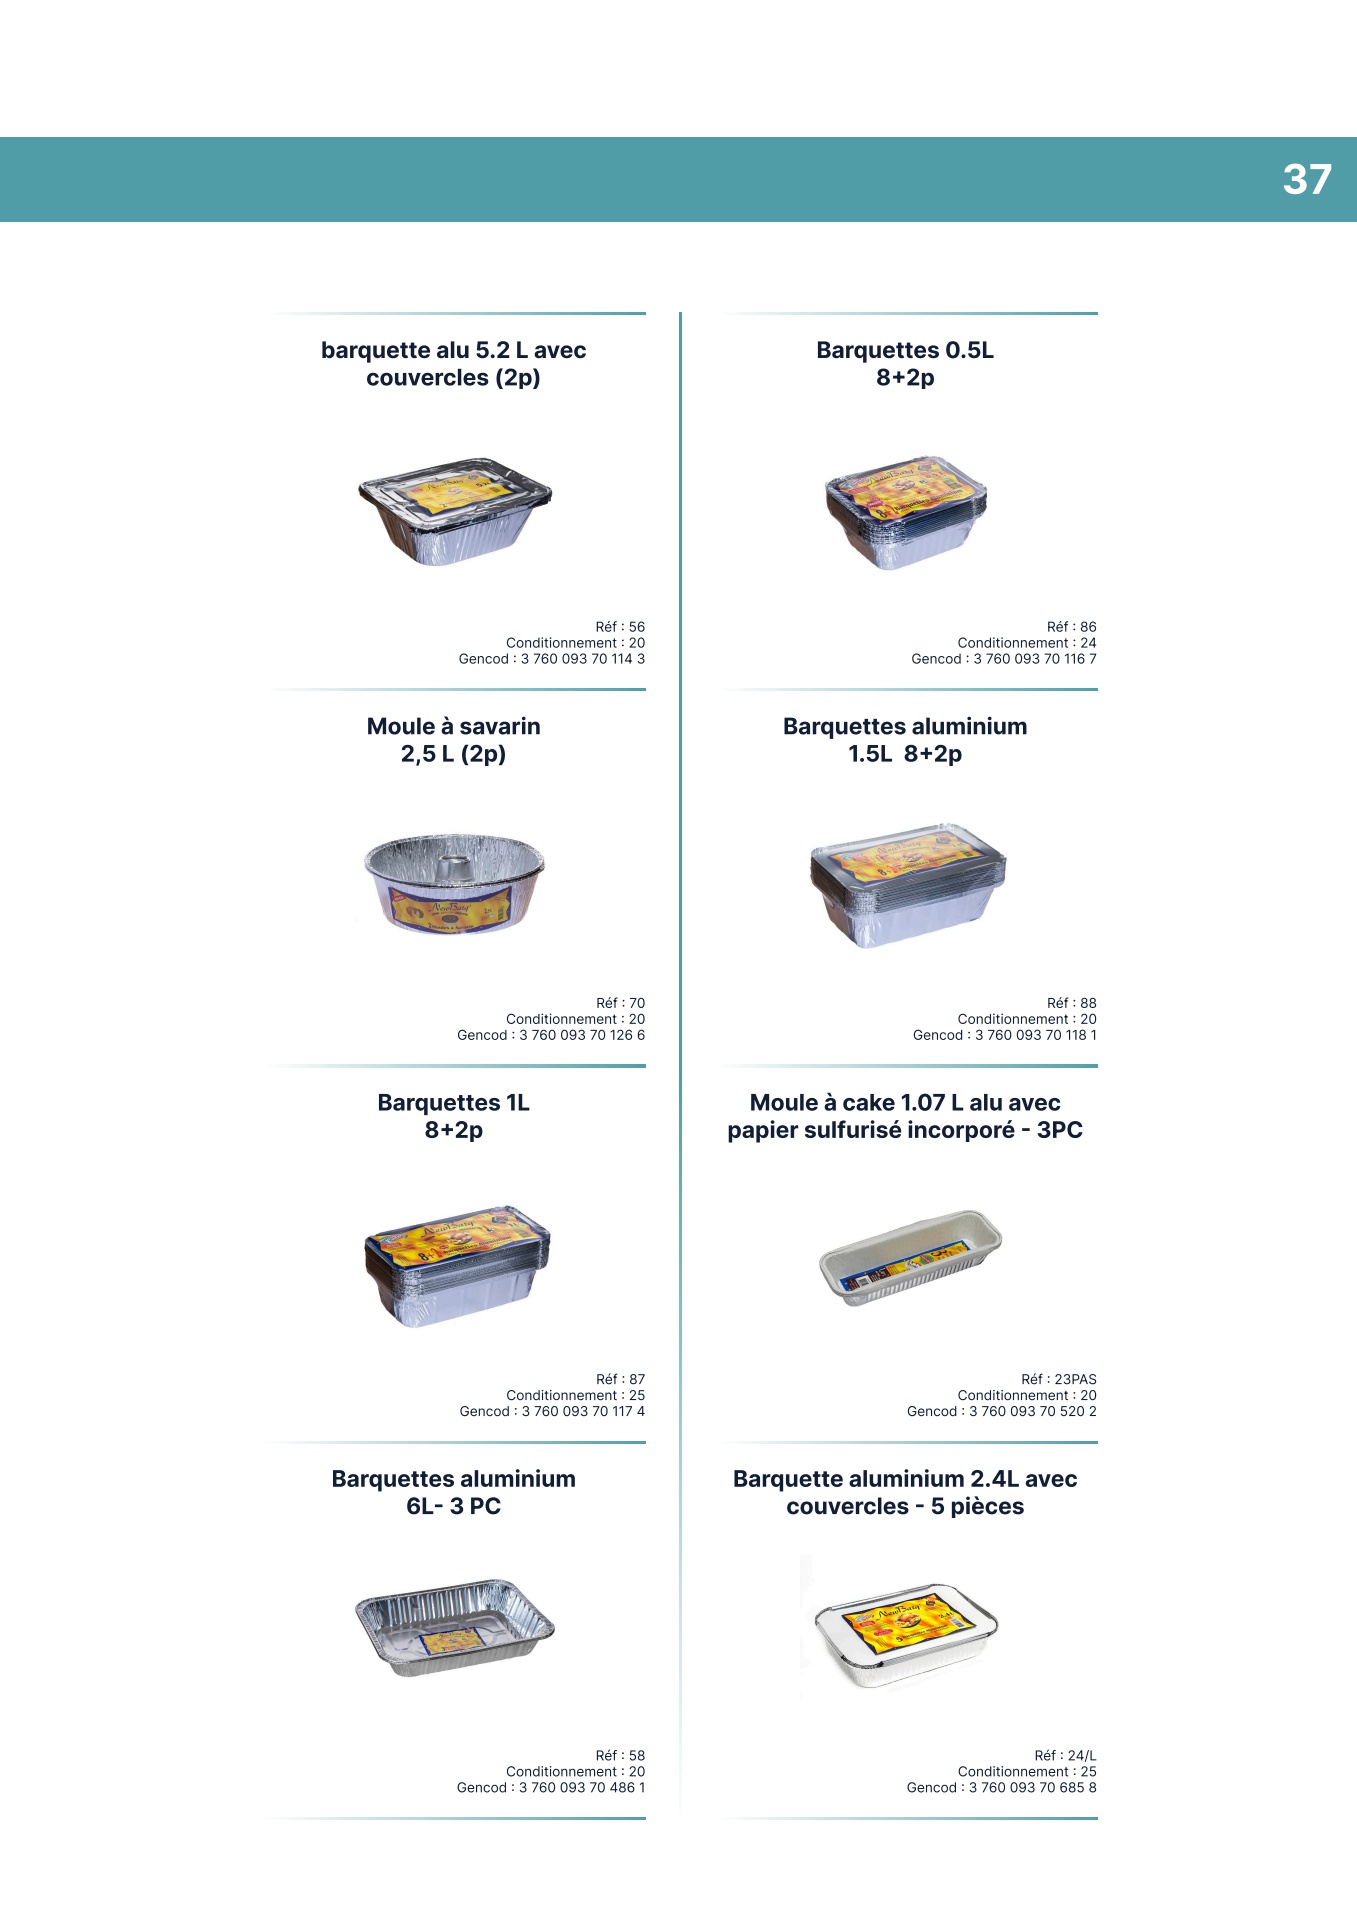 37
barquette alu 5.2 L avec
couvercles (2p)
Réf : 56
Conditionnement : 20
Gencod : 3 760 093 70 114 3
Barquettes 0.5L
8+2p
Réf : 86
Conditionnement : 24
Gencod : 3 760 093 70 116 7
Moule à savarin
2,5 L (2p)
NewBarq
Réf : 70
Conditionnement : 20
Gencod : 3 760 093 70 126 6
Barquettes aluminium
1.5L  8+2p
Réf : 88
Conditionnement : 20
Gencod : 3 760 093 70 118 1
Barquettes 1L
8+2p
NewBarq
Réf : 87
Conditionnement : 25
Gencod : 3 760 093 70 117 4
Moule à cake 1.07 L alu avec
papier sulfurisé incorporé - 3PC
Réf : 23PAS
Conditionnement : 20
Gencod : 3 760 093 70 520 2
Barquettes aluminium
6L- 3 PC
Réf : 58
Conditionnement : 20
Gencod : 3 760 093 70 486 1
Barquette aluminium 2.4L avec
couvercles - 5 pièces
NewBarq
Réf : 24/L
Conditionnement : 25
Gencod : 3 760 093 70 685 8